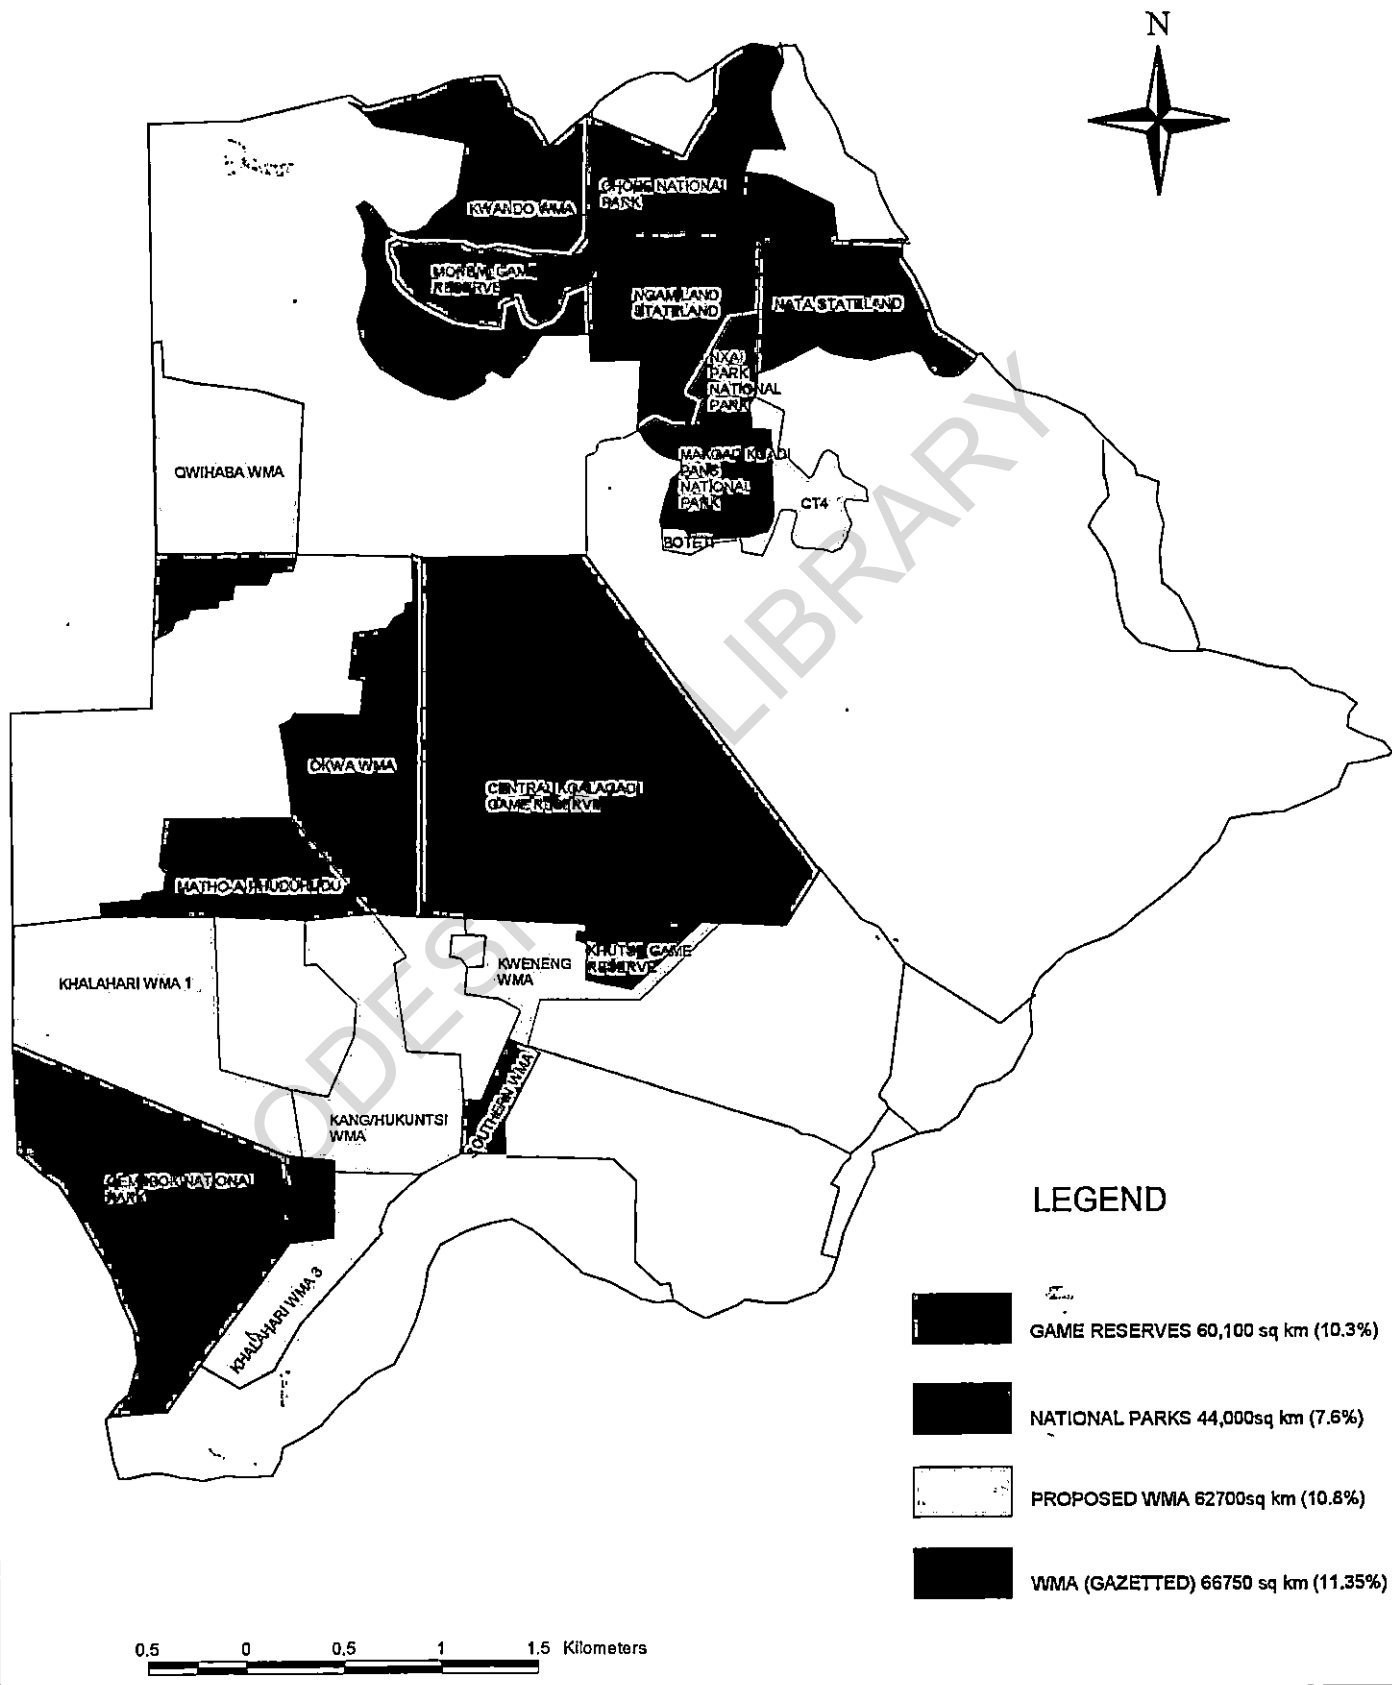 N
CHOBE NATIONAL
PARK
KWANDO WMA
MOREMI GAME
RESERVE
NGAMILAND
STATELAND
NATA STATELAND
NXAI
PARK
NATIONAL
PARK
MAKGADIKGADI
PANS
NATIONAL
PARK
QWIHABA WMA
CT4
BOTETI
OKWA WMA
CENTRAL KGALAGADI
GAME RESERVE
MATHO-A-PHUDUHUDU
KHUTSE GAME
RESERVE
KWENENG
WMA
KHALAHARI WMA 1
SOUTHERN WMA
KANG/HUKUNTSI
WMA
GEMSBOK NATIONAL
PARK
KHALAHARI WMA 3
LIBRARY
LEGEND
GAME RESERVES 60,100 sq km (10.3%)
NATIONAL PARKS 44,000sq km (7.6%)
PROPOSED WMA 62700sq km (10.8%)
WMA (GAZETTED) 66750 sq km (11.35%)
0.5 0 0.5 1 1.5 Kilometers